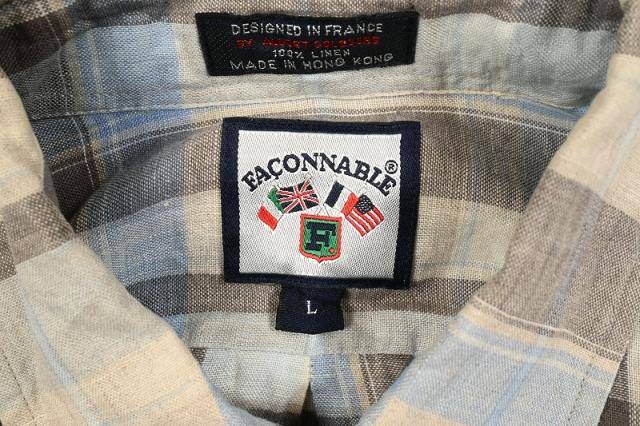 DESIGNED IN FRANCE
BY ALBERT GOLDBERG
100% LINEN
MADE IN HONG KONG
FAÇONNABLE®
F.
L